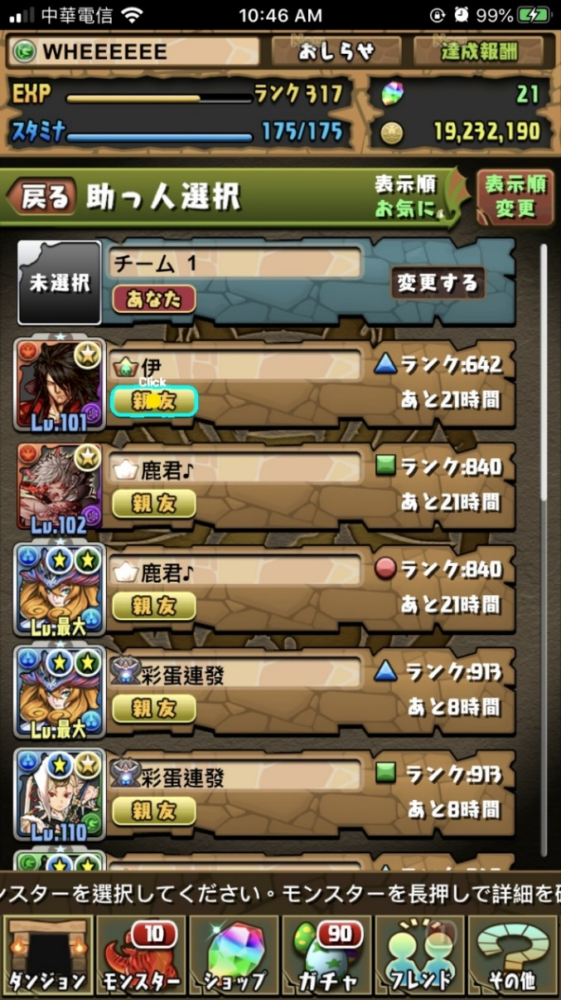 中華電信 10:46 AM 99%
WHEEEEEE おしらせ 達成報酬
EXP ランク317 21
スタミナ 175/175 19,232,190
戻る 助っ人選択 表示順 お気に. 表示順 変更
未選択 チーム 1 変更する
あなた
伊 ランク:642
Click
親友 あと21時間
Lv.101
鹿君♪ ランク:840
親友 あと21時間
Lv.102
鹿君♪ ランク:840
親友 あと21時間
Lv.最大
彩蛋連發 ランク:913
親友 あと8時間
Lv.最大
彩蛋連發 ランク:913
親友 あと8時間
Lv.110
ンスターを選択してください。モンスターを長押しで詳細を確
10 90
ダンジョン モンスター ショップ ガチャ フレンド その他